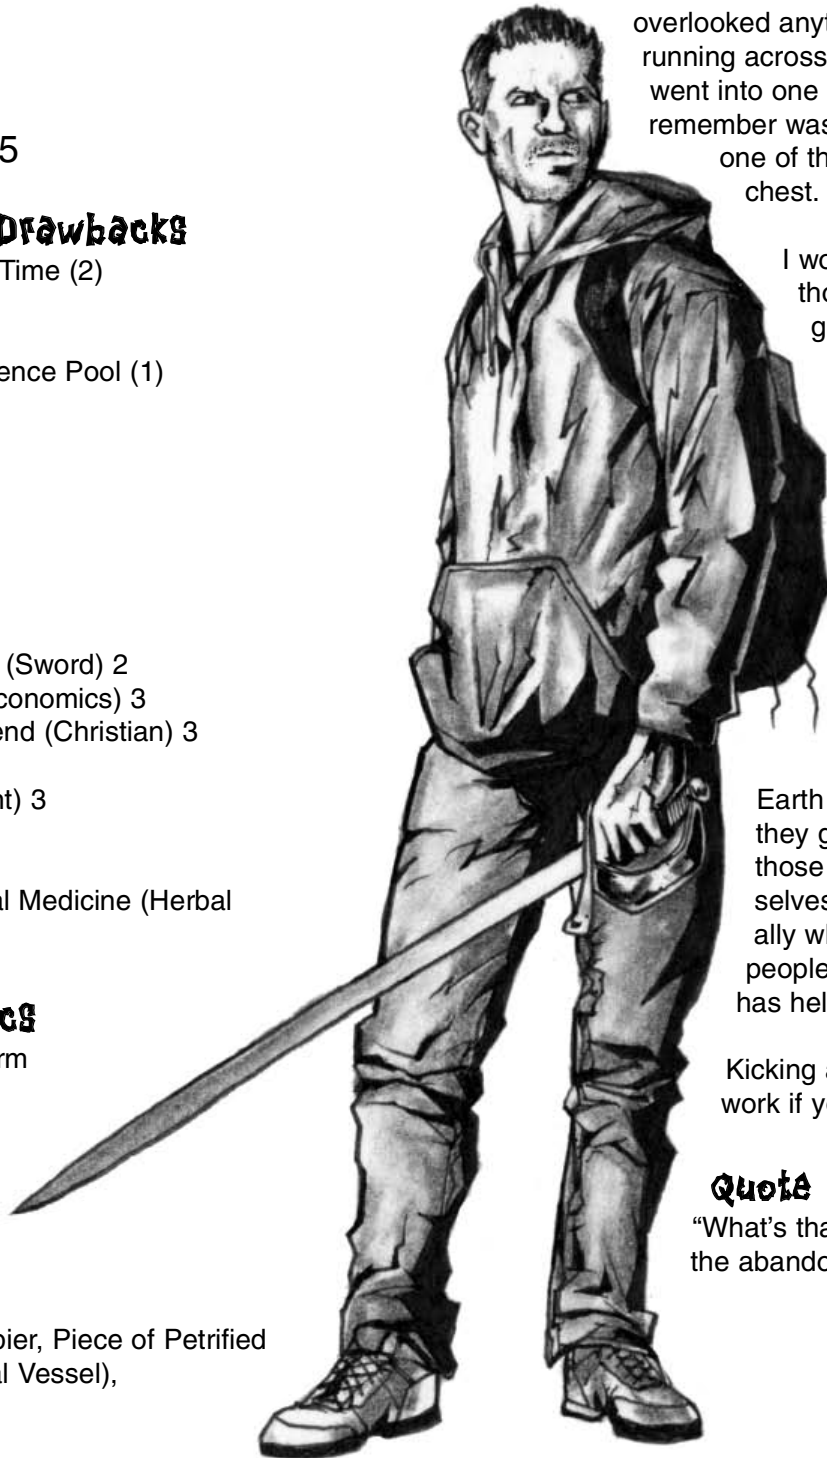 5
Drawbacks
Time (2)
ence Pool (1)
(Sword) 2
conomics) 3
end (Christian) 3
nt) 3
al Medicine (Herbal
cs
rm
pier, Piece of Petrified
al Vessel),
overlooked anyt
running across
went into one
remember was
one of th
chest.
I wo
tho
g
Earth
they g
those
selves
ally wh
people
has hel
Kicking a
work if yo
Quote
“What’s tha
the abando